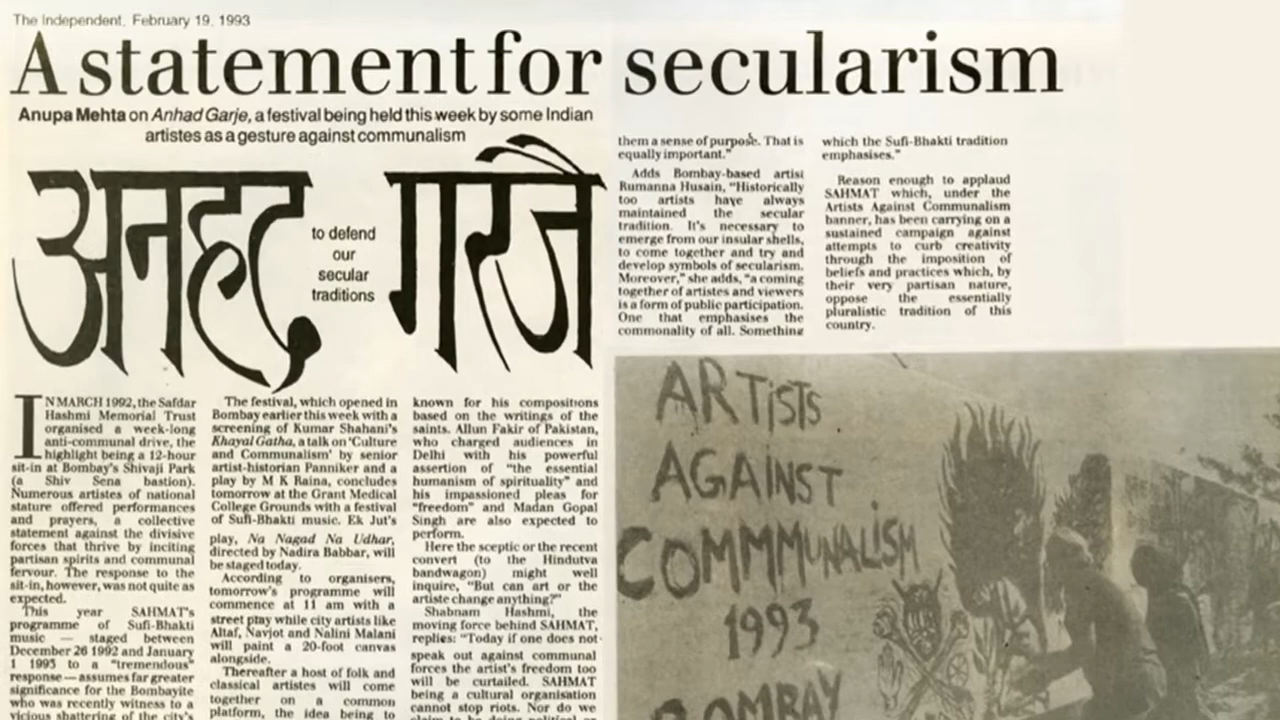 The Independent, February 19, 1993
A statement for secularism
Anupa Mehta on Anhad Garje, a festival being held this week by some Indian
artistes as a gesture against communalism
अनहद गरजै
to defend
our
secular
traditions
IN MARCH 1992, the Safdar
Hashmi Memorial Trust
organised a week-long
anti-communal drive, the
highlight being a 12-hour
sit-in at Bombay's Shivaji Park
(a Shiv Sena bastion).
Numerous artistes of national
stature offered performances
and prayers, a collective
statement against the divisive
forces that thrive by inciting
partisan spirits and communal
fervour. The response to the
sit-in, however, was not quite as
expected.
This year SAHMAT's
programme of Sufi-Bhakti
music — staged between
December 26 1992 and January
1 1993 to a "tremendous"
response — assumes far greater
significance for the Bombayite
who was recently witness to a
vicious shattering of the city's
The festival, which opened in
Bombay earlier this week with a
screening of Kumar Shahani's
Khayal Gatha, a talk on 'Culture
and Communalism' by senior
artist-historian Panniker and a
play by M K Raina, concludes
tomorrow at the Grant Medical
College Grounds with a festival
of Sufi-Bhakti music. Ek Jut's
play, Na Nagad Na Udhar,
directed by Nadira Babbar, will
be staged today.
According to organisers,
tomorrow's programme will
commence at 11 am with a
street play while city artists like
Altaf, Navjot and Nalini Malani
will paint a 20-foot canvas
alongside.
Thereafter a host of folk and
classical artistes will come
together on a common
platform, the idea being to
known for his compositions
based on the writings of the
saints. Allun Fakir of Pakistan,
who charged audiences in
Delhi with his powerful
assertion of "the essential
humanism of spirituality" and
his impassioned pleas for
"freedom" and Madan Gopal
Singh are also expected to
perform.
Here the sceptic or the recent
convert (to the Hindutva
bandwagon) might well
inquire, "But can art or the
artiste change anything?"
Shabnam Hashmi, the
moving force behind SAHMAT,
replies: "Today if one does not
speak out against communal
forces the artist's freedom too
will be curtailed. SAHMAT
being a cultural organisation
cannot stop riots. Nor do we
claim to be doing political or
them a sense of purpose. That is
equally important."
Adds Bombay-based artist
Rumanna Husain, "Historically
too artists have always
maintained the secular
tradition. It's necessary to
emerge from our insular shells,
to come together and try and
develop symbols of secularism.
Moreover," she adds, "a coming
together of artistes and viewers
is a form of public participation.
One that emphasises the
commonality of all. Something
which the Sufi-Bhakti tradition
emphasises."
Reason enough to applaud
SAHMAT which, under the
Artists Against Communalism
banner, has been carrying on a
sustained campaign against
attempts to curb creativity
through the imposition of
beliefs and practices which, by
their very partisan nature,
oppose the essentially
pluralistic tradition of this
country.
ARTISTS
AGAINST
COMMMUNALISM
1993
BOMBAY